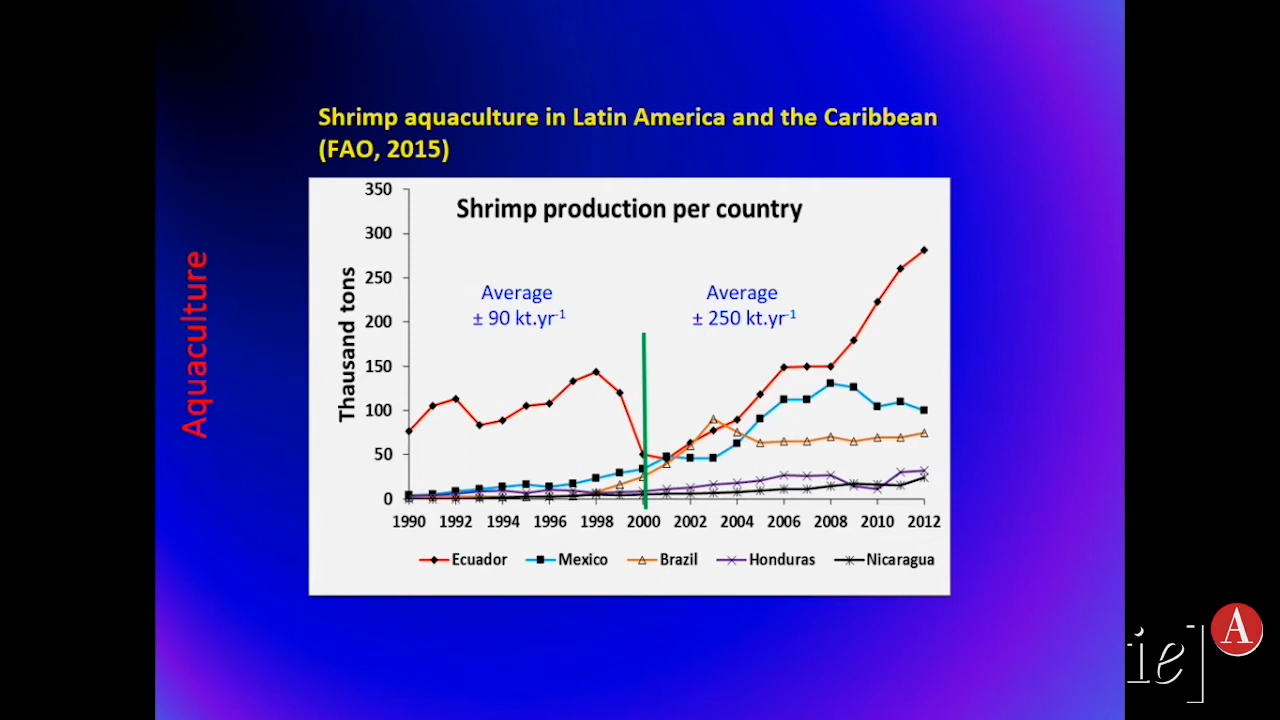 Shrimp aquaculture in Latin America and the Caribbean
(FAO, 2015)
Aquaculture
Shrimp production per country
Thausand tons
350
300
250
200
150
100
50
0
Average
± 90 kt.yr⁻¹
Average
± 250 kt.yr⁻¹
1990 1992 1994 1996 1998 2000 2002 2004 2006 2008 2010 2012
Ecuador Mexico Brazil Honduras Nicaragua
ie]
A